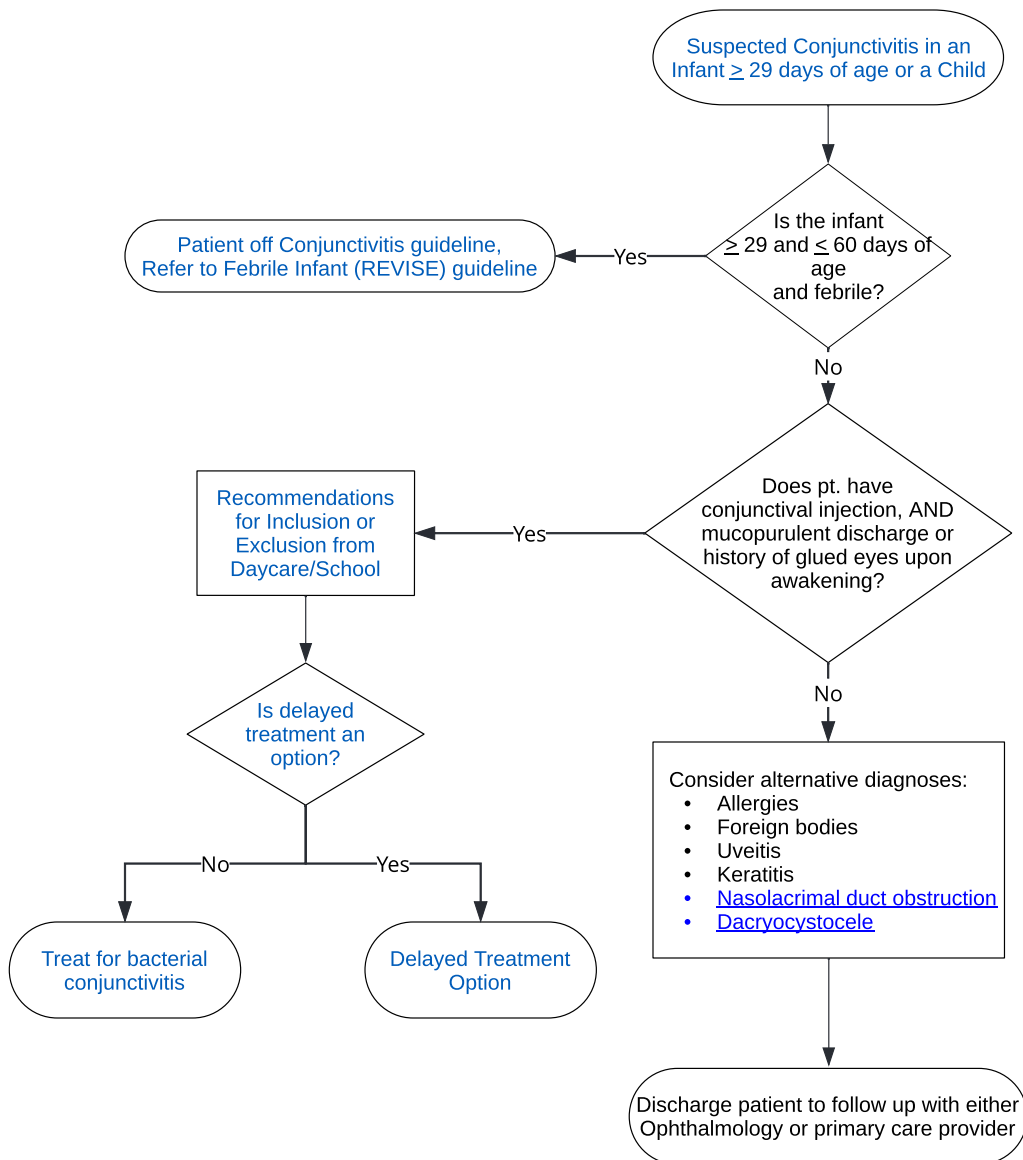 Suspected Conjunctivitis in an
Infant ≥ 29 days of age or a Child
Is the infant
≥ 29 and ≤ 60 days of
age
and febrile?
Yes
Patient off Conjunctivitis guideline,
Refer to Febrile Infant (REVISE) guideline
No
Does pt. have
conjunctival injection, AND
mucopurulent discharge or
history of glued eyes upon
awakening?
Yes
Recommendations
for Inclusion or
Exclusion from
Daycare/School
Is delayed
treatment an
option?
No
Yes
Treat for bacterial
conjunctivitis
Delayed Treatment
Option
No
Consider alternative diagnoses:
• Allergies
• Foreign bodies
• Uveitis
• Keratitis
• Nasolacrimal duct obstruction
• Dacryocystocele
Discharge patient to follow up with either
Ophthalmology or primary care provider